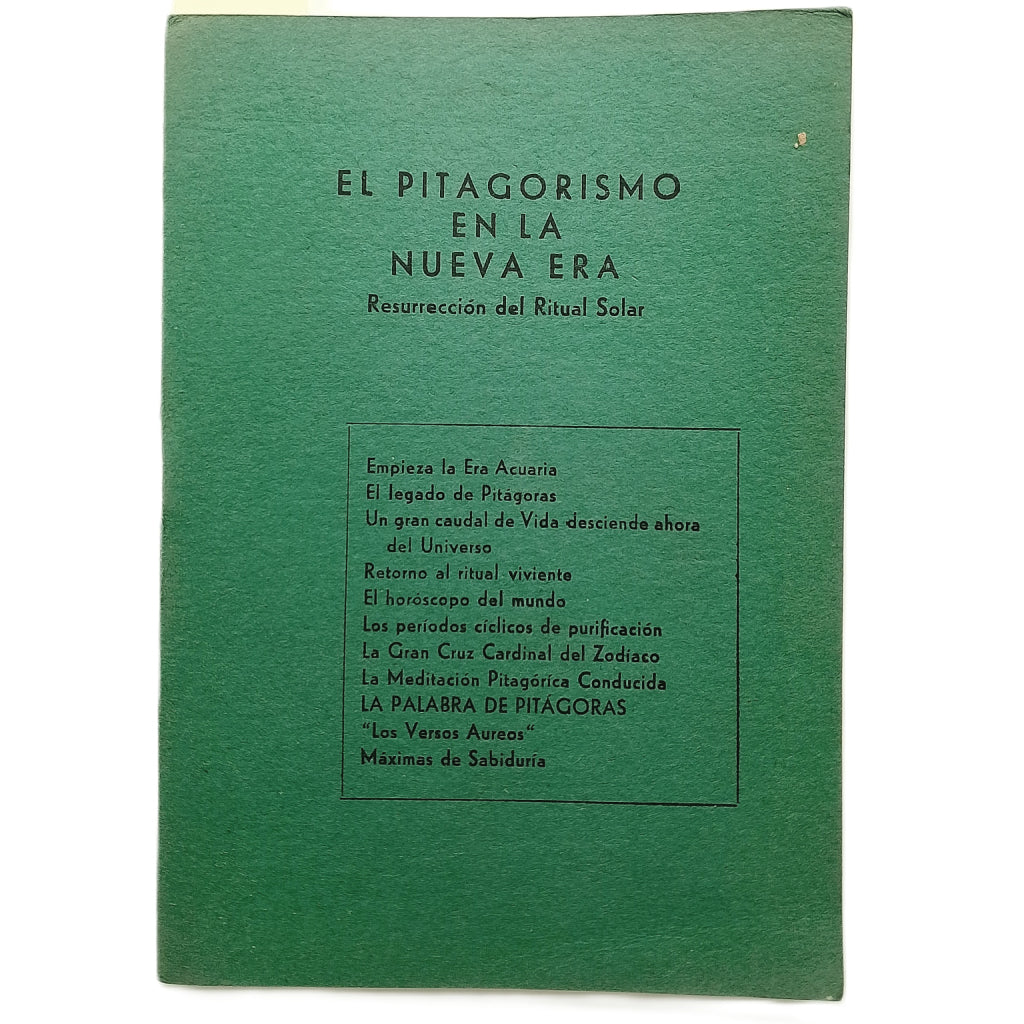 EL PITAGORISMO
EN LA
NUEVA ERA
Resurrección del Ritual Solar
Empieza la Era Acuaria
El legado de Pitágoras
Un gran caudal de Vida desciende ahora
del Universo
Retorno al ritual viviente
El horóscopo del mundo
Los períodos cíclicos de purificación
La Gran Cruz Cardinal del Zodíaco
La Meditación Pitagórica Conducida
LA PALABRA DE PITÁGORAS
"Los Versos Aureos"
Máximas de Sabiduría